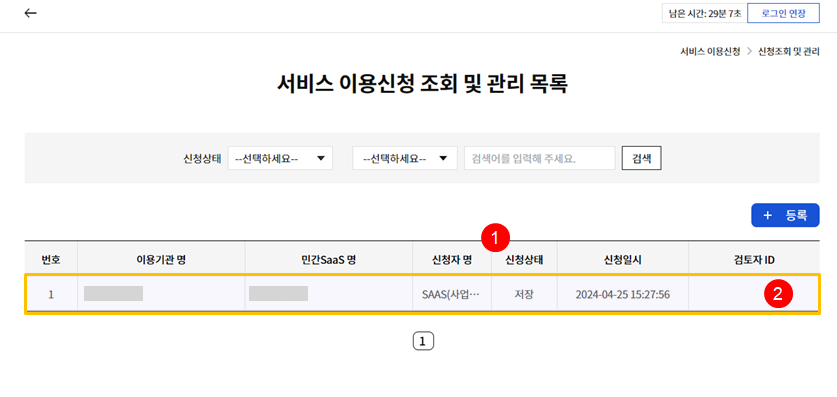 ← 남은 시간: 29분 7초 로그인 연장
서비스 이용신청 > 신청조회 및 관리
서비스 이용신청 조회 및 관리 목록
신청상태 --선택하세요-- --선택하세요-- 검색어를 입력해 주세요. 검색
+ 등록
1
번호 이용기관 명 민간SaaS 명 신청자 명 신청상태 신청일시 검토자 ID
1 SAAS(사업… 저장 2024-04-25 15:27:56 2
1